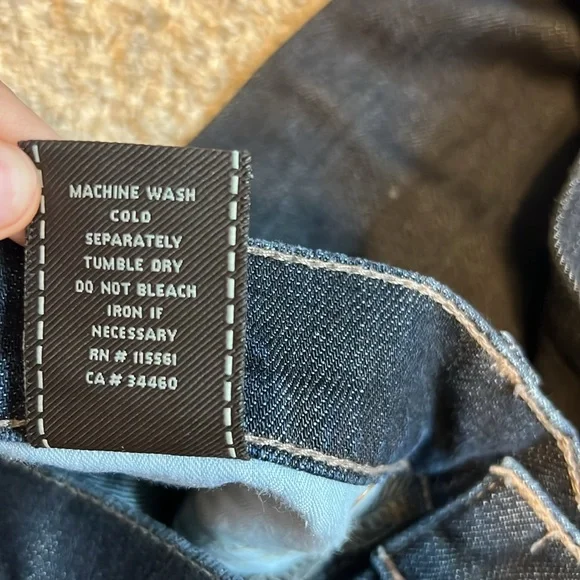 MACHINE WASH
COLD
SEPARATELY
TUMBLE DRY
DO NOT BLEACH
IRON IF
NECESSARY
RN # 115561
CA # 34460